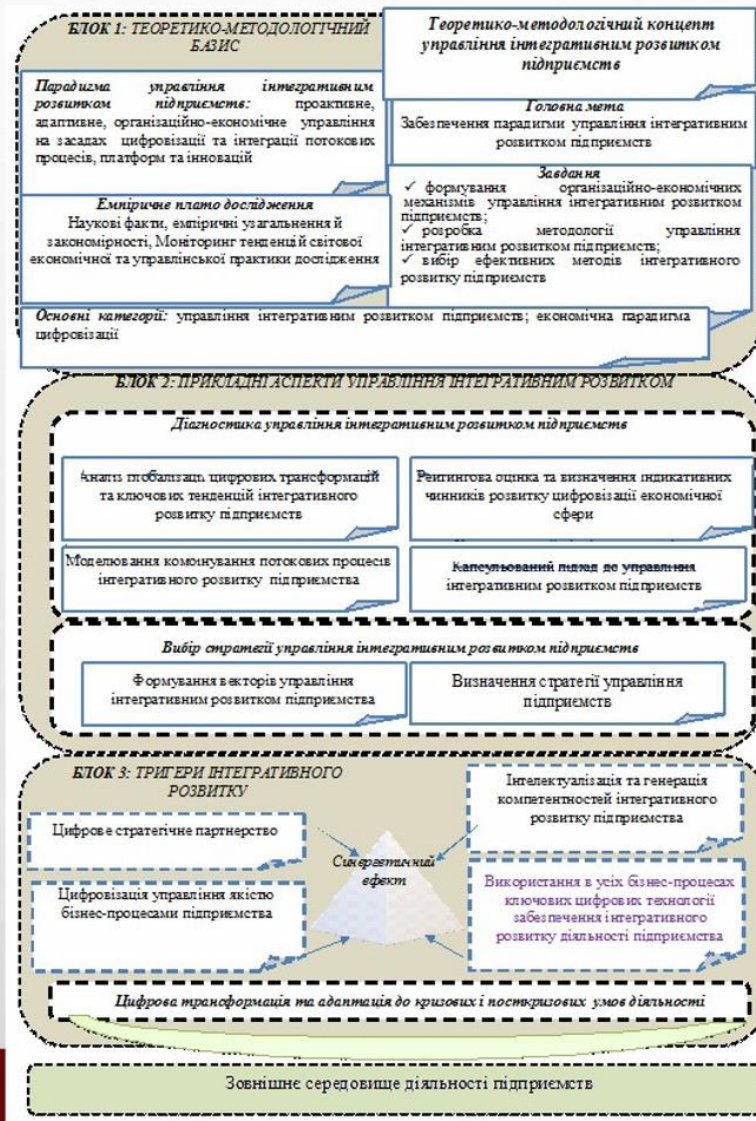 БЛОК 1: ТЕОРЕТИКО-МЕТОДОЛОГІЧНИЙ
БАЗИС
Теоретико-методологічний концепт
управління інтегративним розвитком
підприємств
Парадигма управління інтегративним
розвитком підприємств: проактивне,
адаптивне, організаційно-економічне управління
на засадах цифровізації та інтеграції потокових
процесів, платформ та інновацій
Головна мета
Забезпечення парадигми управління інтегративним
розвитком підприємств
Завдання
✓ формування організаційно-економічних
механізмів управління інтегративним розвитком
підприємств;
✓ розробка методології управління
інтегративним розвитком підприємств;
✓ вибір ефективних методів інтегративного
розвитку підприємств
Емпіричне плато дослідження
Наукові факти, емпіричні узагальнення й
закономірності, Моніторинг тенденцій світової
економічної та управлінської практики дослідження
Основні категорії: управління інтегративним розвитком підприємств; економічна парадигма
цифровізації
БЛОК 2: ПРИКЛАДНІ АСПЕКТИ УПРАВЛІННЯ ІНТЕГРАТИВНИМ РОЗВИТКОМ
Діагностика управління інтегративним розвитком підприємств
Аналіз глобалізації цифрових трансформацій
та ключових тенденцій інтегративного
розвитку підприємств
Рейтингова оцінка та визначення індикативних
чинників розвитку цифровізації економічної
сфери
Моделювання комбінування потокових процесів
інтегративного розвитку підприємства
Капсульований підхід до управління
інтегративним розвитком підприємств
Вибір стратегії управління інтегративним розвитком підприємств
Формування векторів управління
інтегративним розвитком підприємства
Визначення стратегії управління
підприємств
БЛОК 3: ТРИГЕРИ ІНТЕГРАТИВНОГО
РОЗВИТКУ
Інтелектуалізація та генерація
компетентностей інтегративного
розвитку підприємства
Цифрове стратегічне партнерство
Синергетичний
ефект
Цифровізація управління якістю
бізнес-процесами підприємства
Використання в усіх бізнес-процесах
ключових цифрових технології
забезпечення інтегративного
розвитку діяльності підприємства
Цифрова трансформація та адаптація до кризових і посткризових умов діяльності
Зовнішнє середовище діяльності підприємств